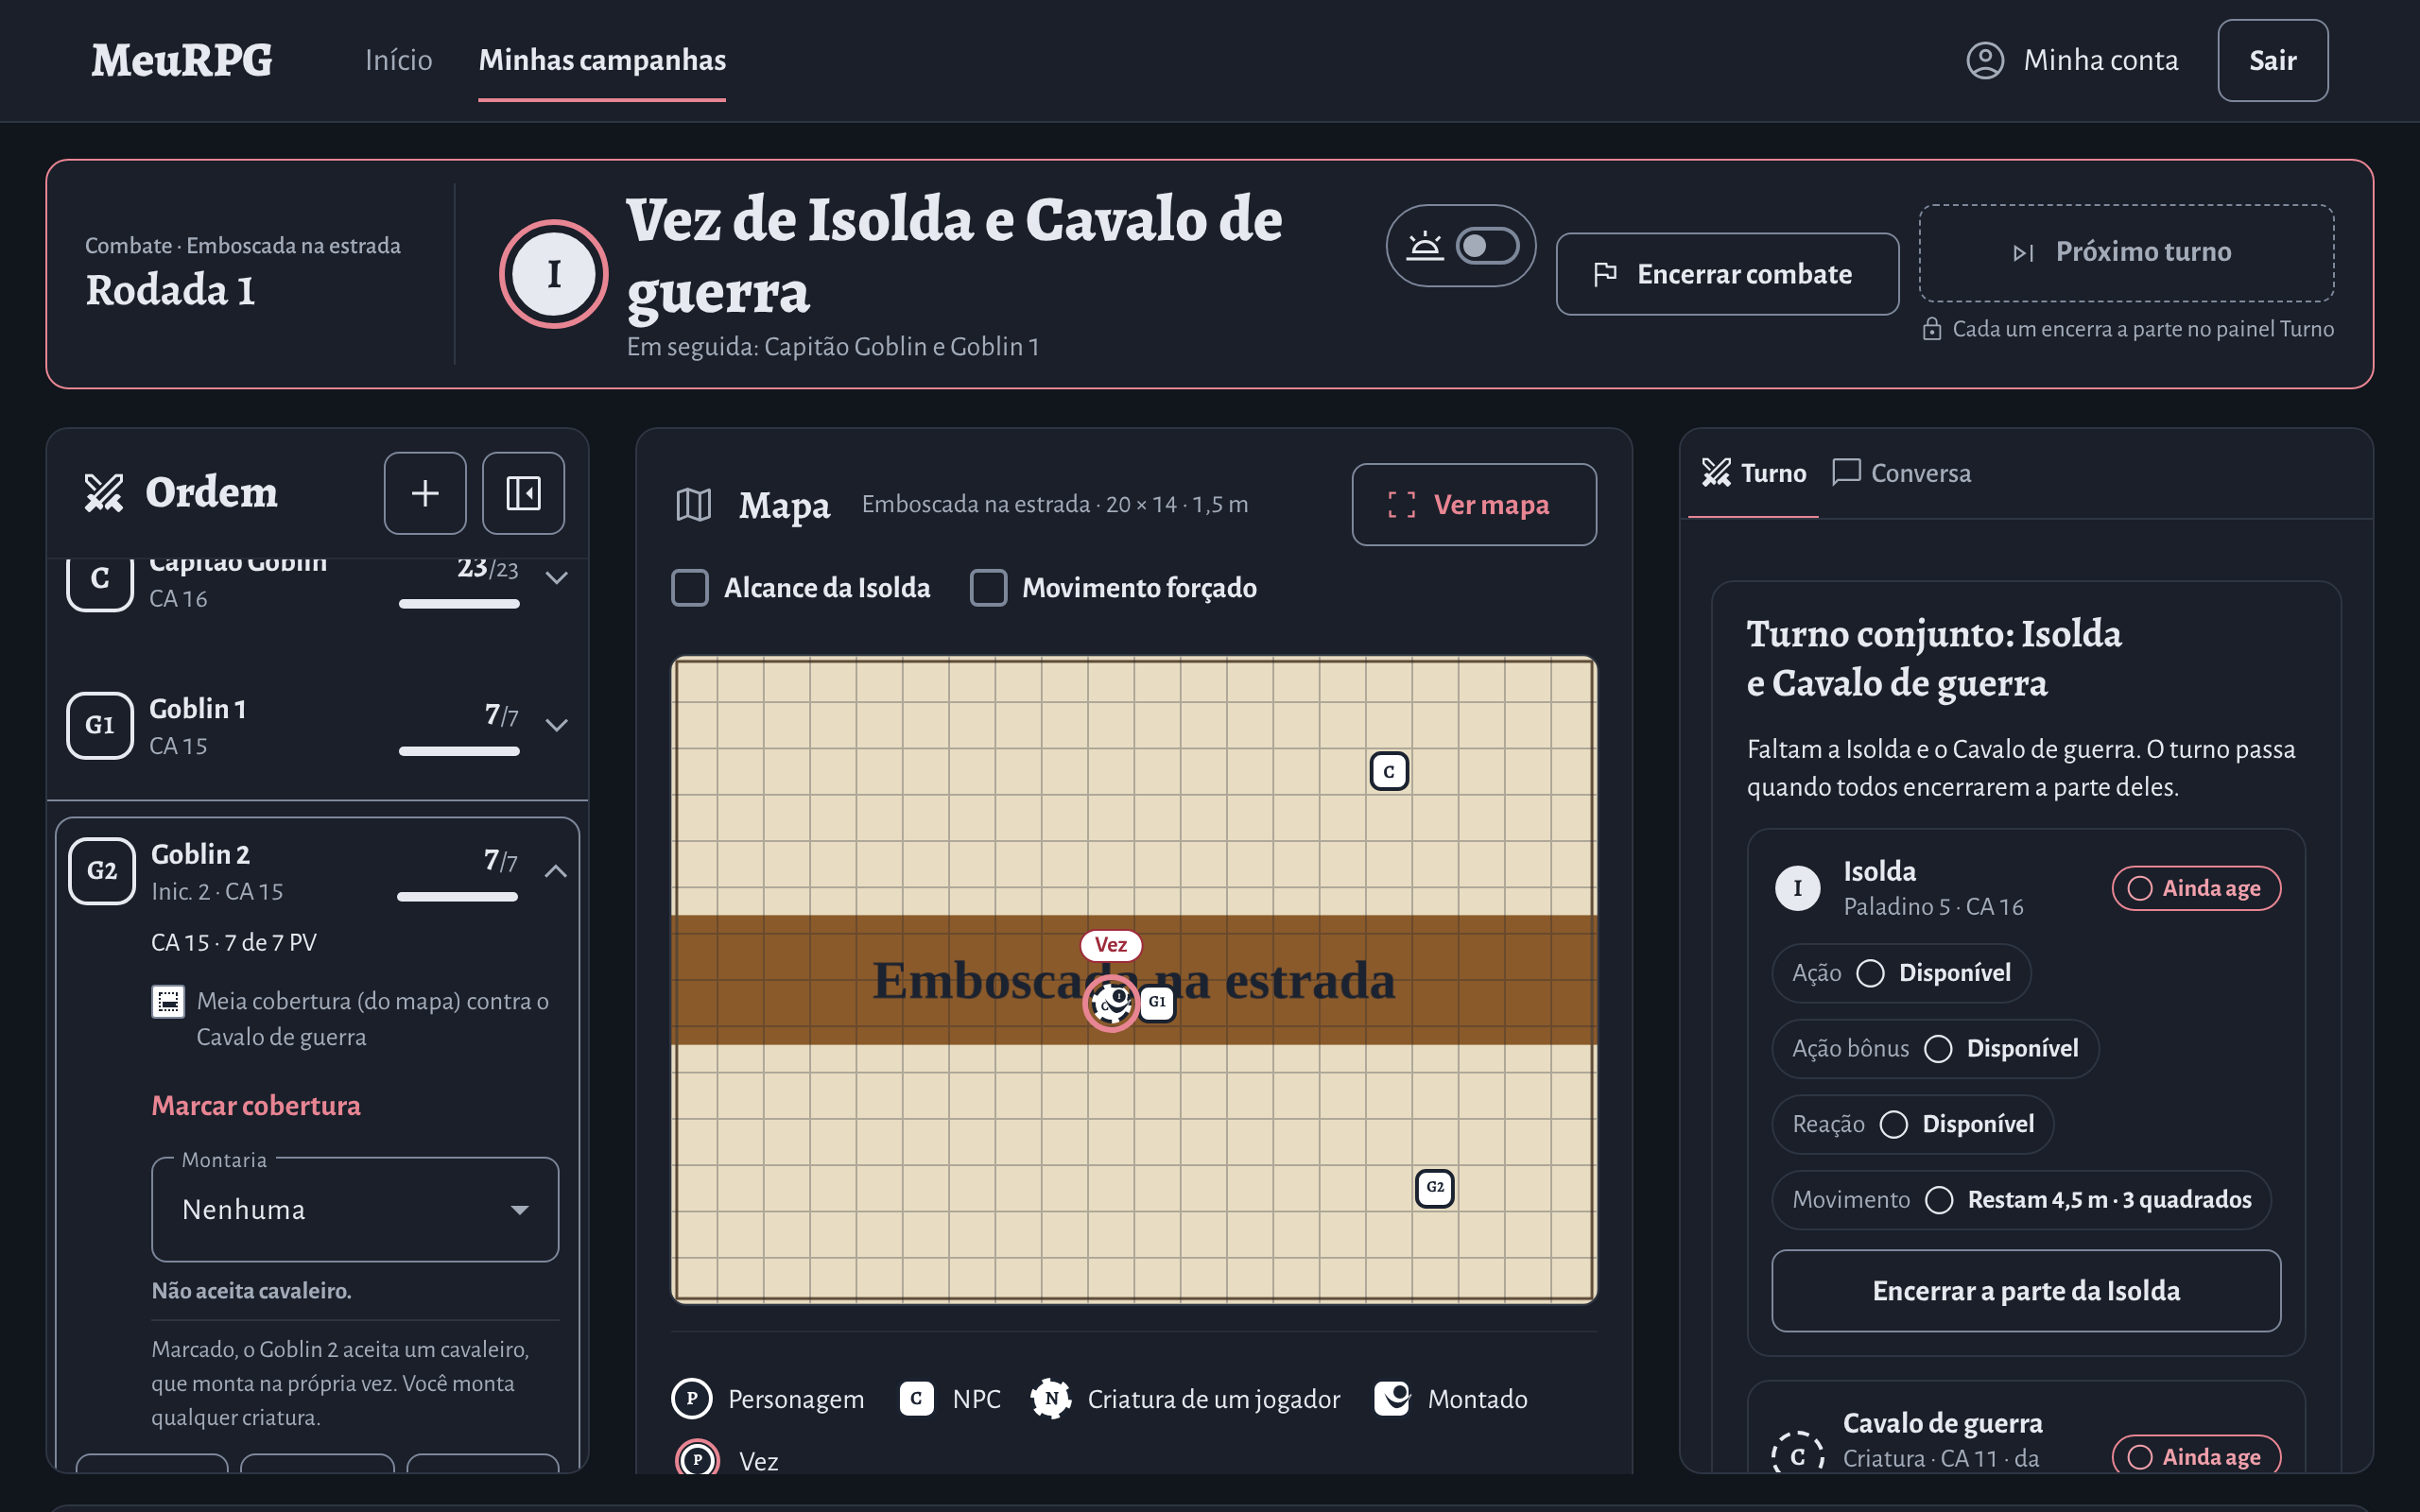 MeuRPG
Início
Minhas campanhas
Minha conta
Sair
Combate · Emboscada na estrada
Rodada 1
I
Vez de Isolda e Cavalo de
guerra
Em seguida: Capitão Goblin e Goblin 1
Encerrar combate
Próximo turno
Cada um encerra a parte no painel Turno
Ordem
C
Capitão Goblin
23/23
CA 16
G1
Goblin 1
7/7
CA 15
G2
Goblin 2
7/7
Inic. 2 · CA 15
CA 15 · 7 de 7 PV
Meia cobertura (do mapa) contra o
Cavalo de guerra
Marcar cobertura
Montaria
Nenhuma
Não aceita cavaleiro.
Marcado, o Goblin 2 aceita um cavaleiro,
que monta na própria vez. Você monta
qualquer criatura.
Mapa
Emboscada na estrada · 20 × 14 · 1,5 m
Ver mapa
Alcance da Isolda
Movimento forçado
C
Vez
Emboscada na estrada
C
I
G1
G2
P
Personagem
C
NPC
N
Criatura de um jogador
Montado
P
Vez
Turno
Conversa
Turno conjunto: Isolda
e Cavalo de guerra
Faltam a Isolda e o Cavalo de guerra. O turno passa
quando todos encerrarem a parte deles.
I
Isolda
Paladino 5 · CA 16
Ainda age
Ação
Disponível
Ação bônus
Disponível
Reação
Disponível
Movimento
Restam 4,5 m · 3 quadrados
Encerrar a parte da Isolda
C
Cavalo de guerra
Criatura · CA 11 · da
Ainda age